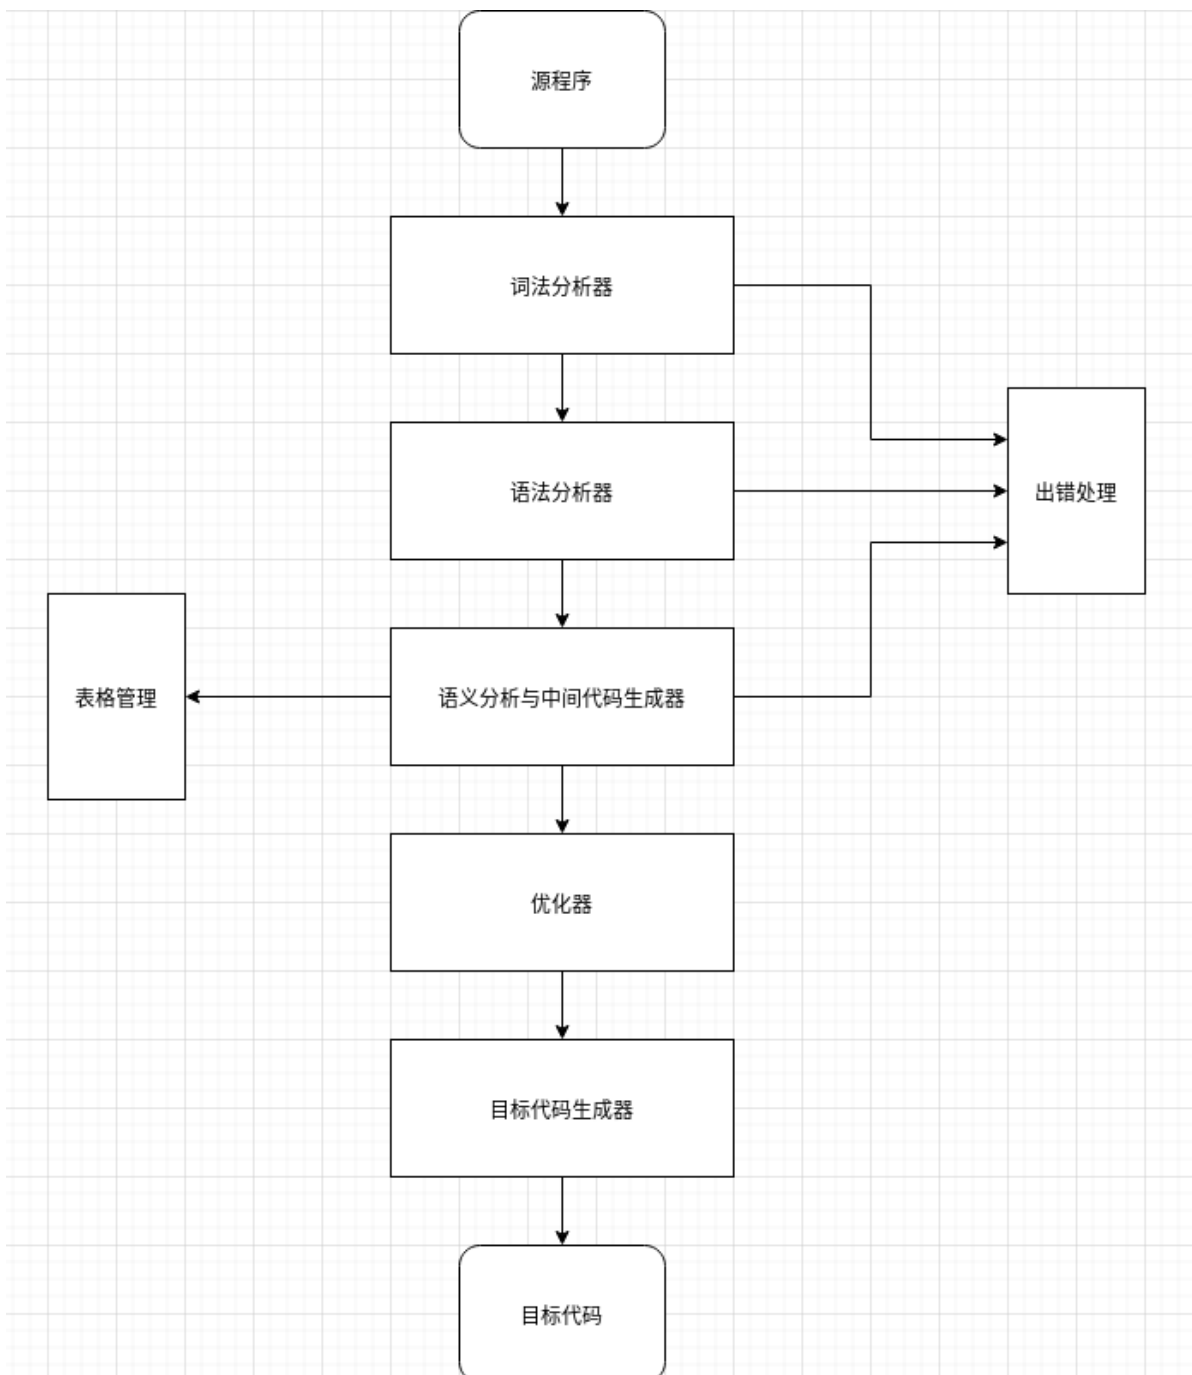 源程序
词法分析器
语法分析器
出错处理
表格管理
语义分析与中间代码生成器
优化器
目标代码生成器
目标代码